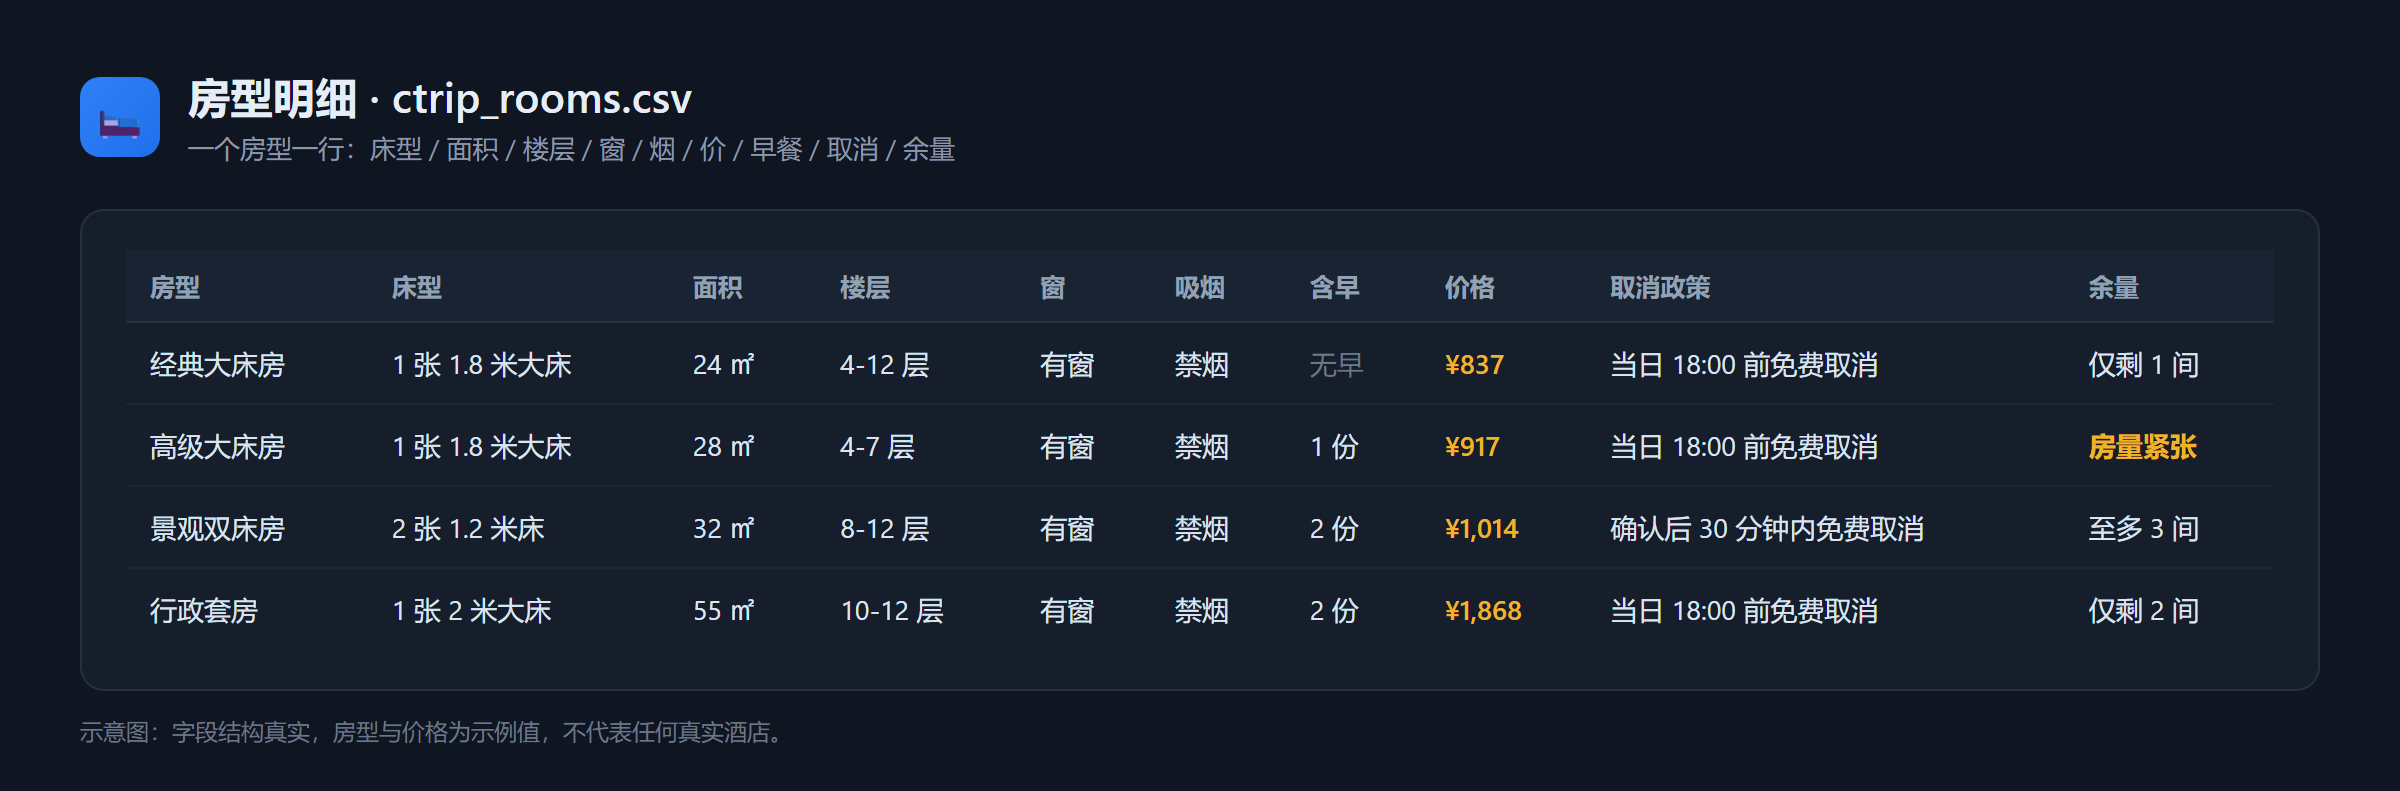 房型明细 · ctrip_rooms.csv
一个房型一行：床型 / 面积 / 楼层 / 窗 / 烟 / 价 / 早餐 / 取消 / 余量
房型 床型 面积 楼层 窗 吸烟 含早 价格 取消政策 余量
经典大床房 1 张 1.8 米大床 24 ㎡ 4-12 层 有窗 禁烟 无早 ¥837 当日 18:00 前免费取消 仅剩 1 间
高级大床房 1 张 1.8 米大床 28 ㎡ 4-7 层 有窗 禁烟 1 份 ¥917 当日 18:00 前免费取消 房量紧张
景观双床房 2 张 1.2 米床 32 ㎡ 8-12 层 有窗 禁烟 2 份 ¥1,014 确认后 30 分钟内免费取消 至多 3 间
行政套房 1 张 2 米大床 55 ㎡ 10-12 层 有窗 禁烟 2 份 ¥1,868 当日 18:00 前免费取消 仅剩 2 间
示意图：字段结构真实，房型与价格为示例值，不代表任何真实酒店。